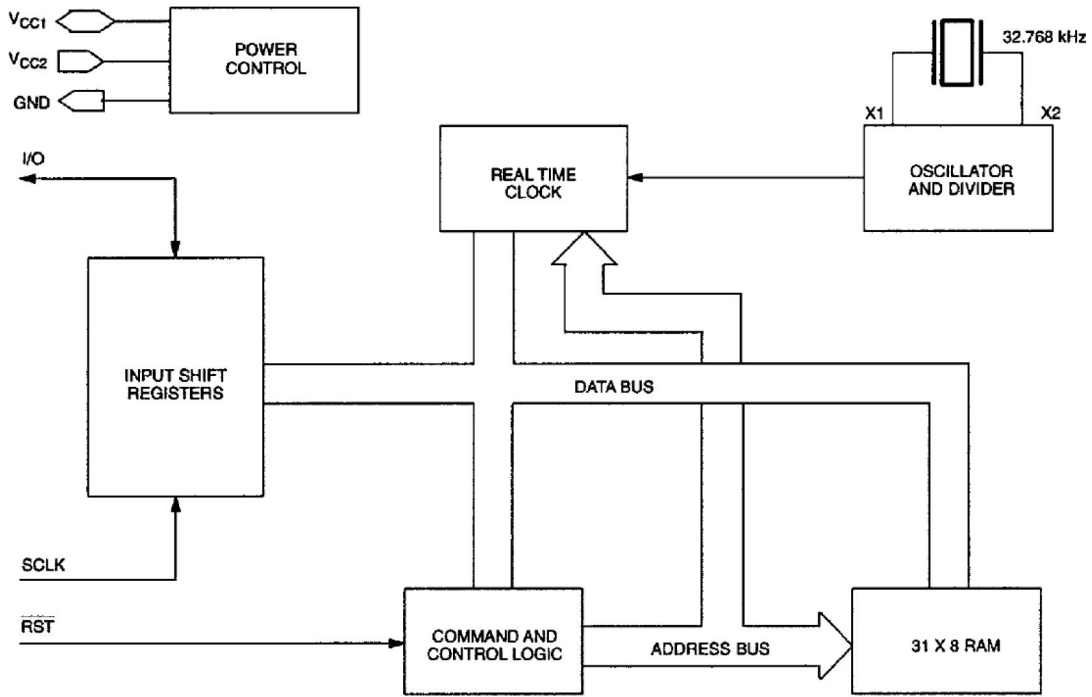 VCC1
VCC2
GND
POWER
CONTROL
32.768 kHz
X1
X2
I/O
REAL TIME
CLOCK
OSCILLATOR
AND DIVIDER
INPUT SHIFT
REGISTERS
DATA BUS
SCLK
RST
COMMAND AND
CONTROL LOGIC
ADDRESS BUS
31 X 8 RAM